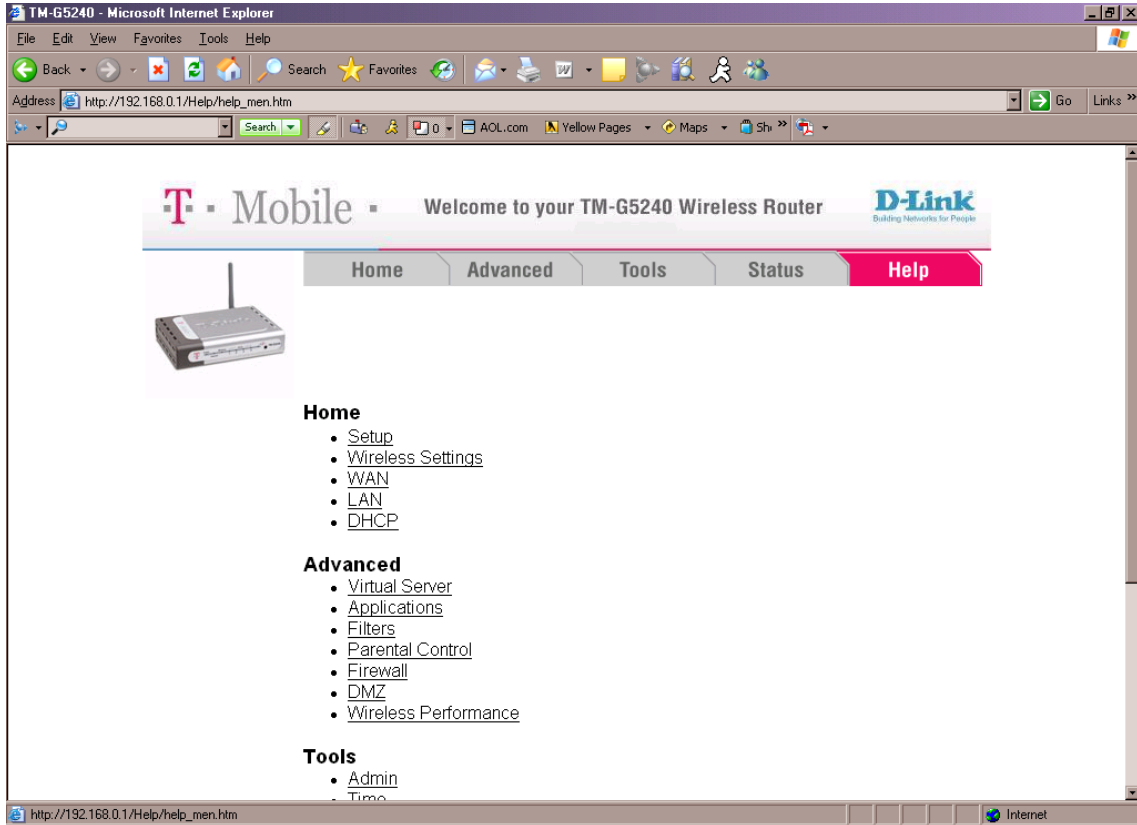 TM-G5240 - Microsoft Internet Explorer
File Edit View Favorites Tools Help
Back Search Favorites
Address http://192.168.0.1/Help/help_men.htm Go Links »
Search 0 AOL.com Yellow Pages Maps Sh »
T · Mobile · Welcome to your TM-G5240 Wireless Router D-Link
Building Networks for People
Home Advanced Tools Status Help
Home
• Setup
• Wireless Settings
• WAN
• LAN
• DHCP
Advanced
• Virtual Server
• Applications
• Filters
• Parental Control
• Firewall
• DMZ
• Wireless Performance
Tools
• Admin
• Time
http://192.168.0.1/Help/help_men.htm Internet